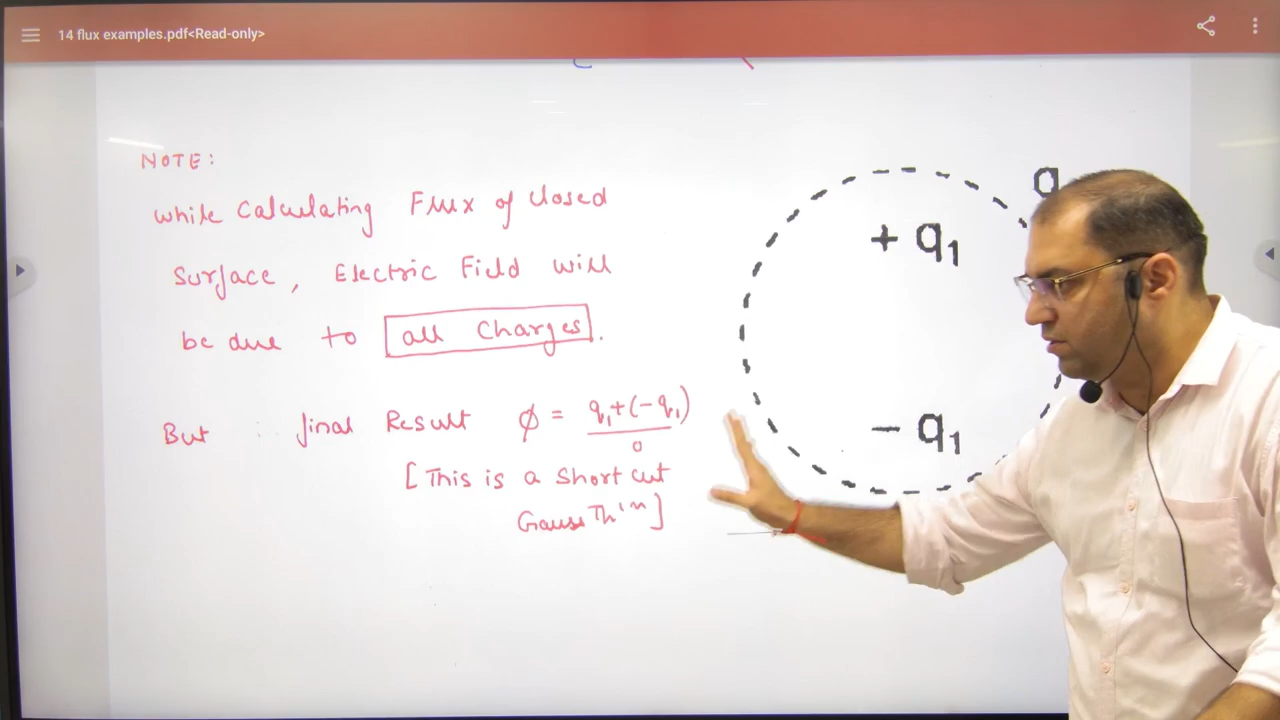 14 flux examples.pdf<Read-only>
NOTE:
while Calculating Flux of Closed
Surface, Electric Field will
be due to all Charges.
But : final Result ϕ = q₁+(-q₁)
0
[This is a Short cut
Gauss Th'm]
q
+ q₁
- q₁